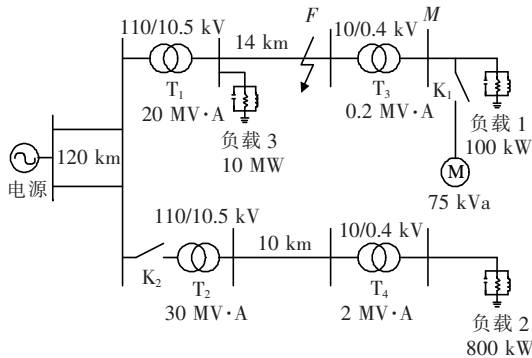 110/10.5 kV
14 km
F
10/0.4 kV
M
T₁
20 MV·A
负载 3
10 MW
T₃
0.2 MV·A
K₁
负载 1
100 kW
M
75 kVa
120 km
电源
110/10.5 kV
10 km
10/0.4 kV
K₂
T₂
30 MV·A
T₄
2 MV·A
负载 2
800 kW